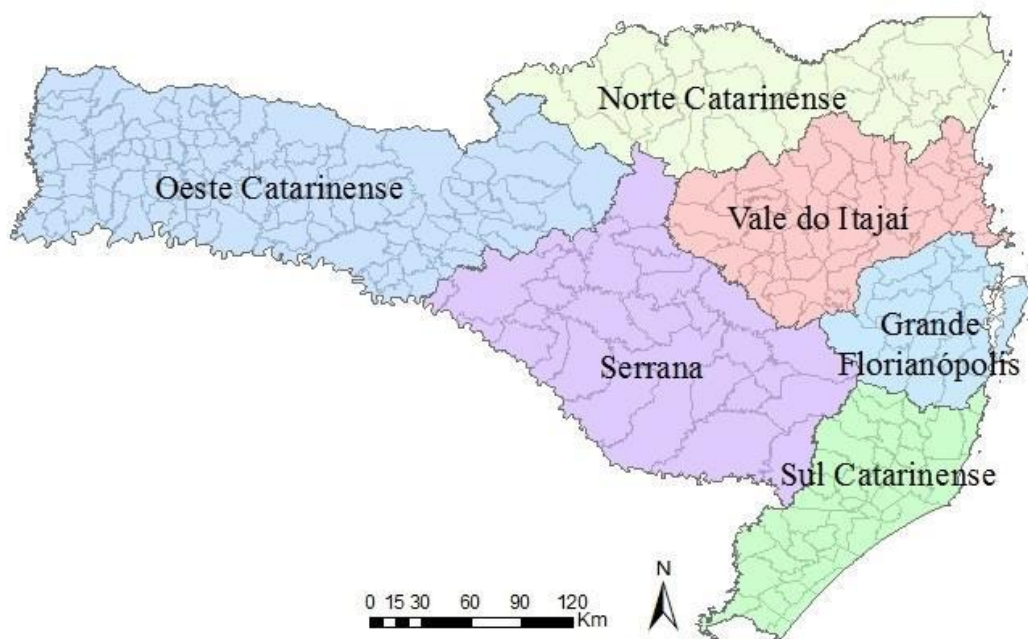 Norte Catarinense
Oeste Catarinense
Vale do Itajaí
Grande
Florianópolis
Serrana
Sul Catarinense
N
0 15 30 60 90 120
Km